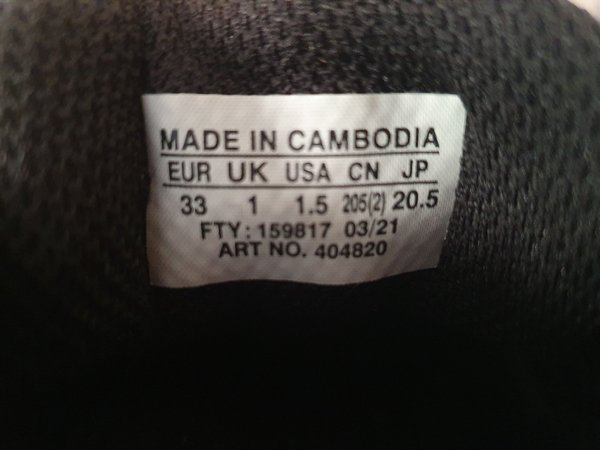 MADE IN CAMBODIA
EUR UK USA CN JP
33 1 1.5 205(2) 20.5
FTY: 159817 03/21
ART NO. 404820